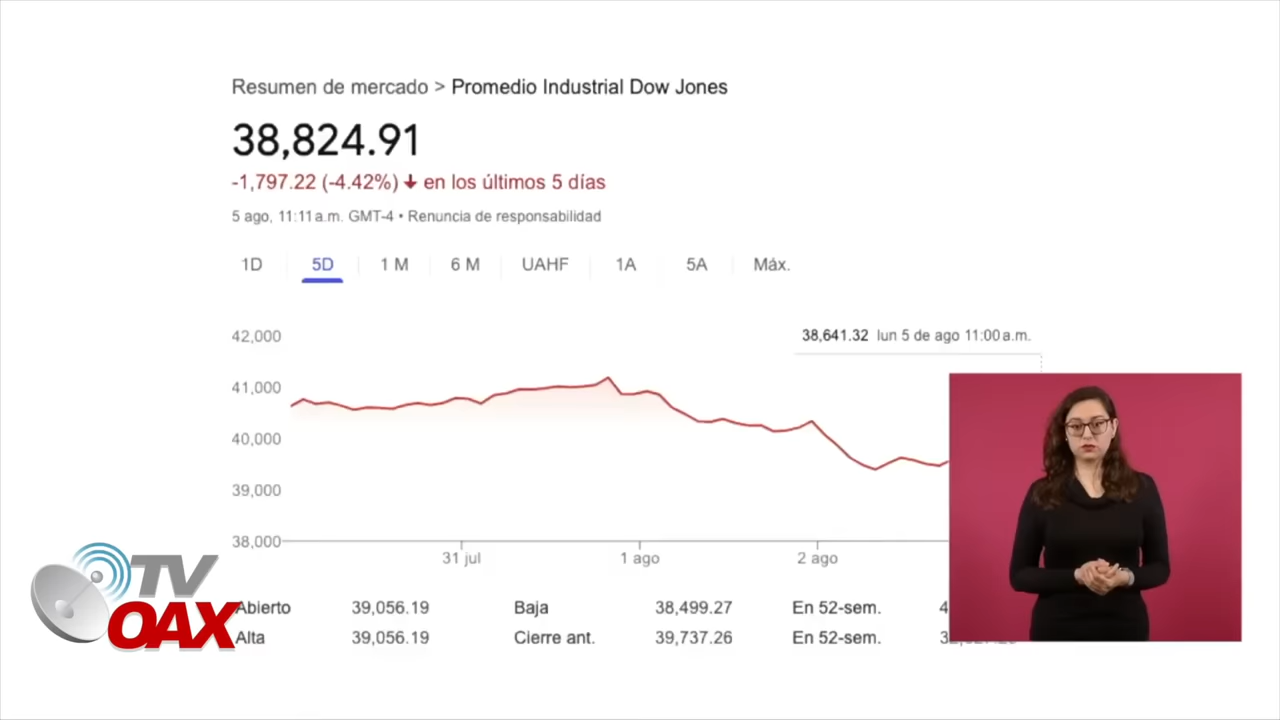 Resumen de mercado > Promedio Industrial Dow Jones
38,824.91
-1,797.22 (-4.42%) ↓ en los últimos 5 días
5 ago, 11:11 a.m. GMT-4 • Renuncia de responsabilidad
1D 5D 1 M 6 M UAHF 1A 5A Máx.
38,641.32 lun 5 de ago 11:00 a.m.
42,000
41,000
40,000
39,000
38,000
31 jul 1 ago 2 ago
Abierto 39,056.19 Baja 38,499.27 En 52-sem.
Alta 39,056.19 Cierre ant. 39,737.26 En 52-sem.
TV
OAX